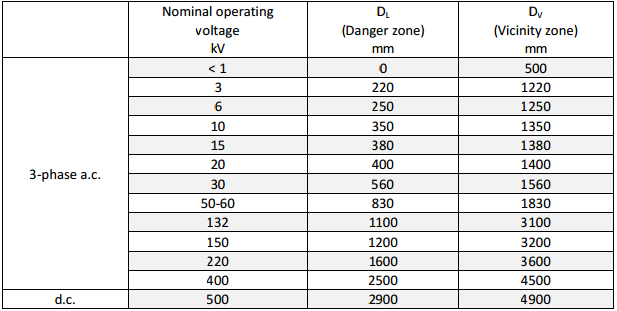 Nominal operating voltage kV D_L (Danger zone) mm D_V (Vicinity zone) mm
3-phase a.c.
< 1 0 500
3 220 1220
6 250 1250
10 350 1350
15 380 1380
20 400 1400
30 560 1560
50-60 830 1830
132 1100 3100
150 1200 3200
220 1600 3600
400 2500 4500
d.c. 500 2900 4900